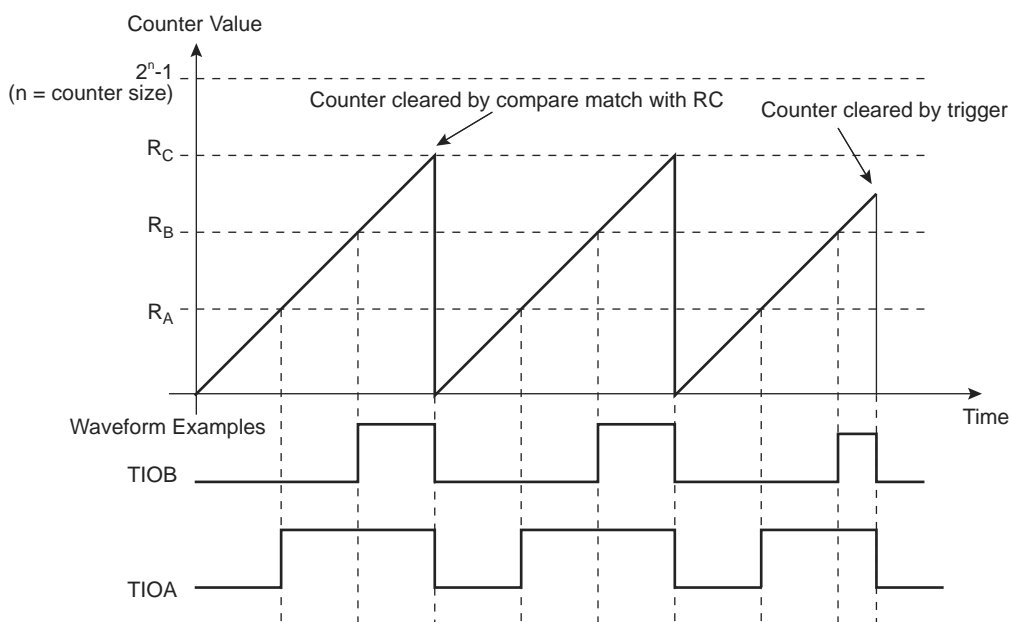 Counter Value
2ⁿ-1
(n = counter size)
Counter cleared by compare match with RC
Counter cleared by trigger
R_C
R_B
R_A
Time
Waveform Examples
TIOB
TIOA